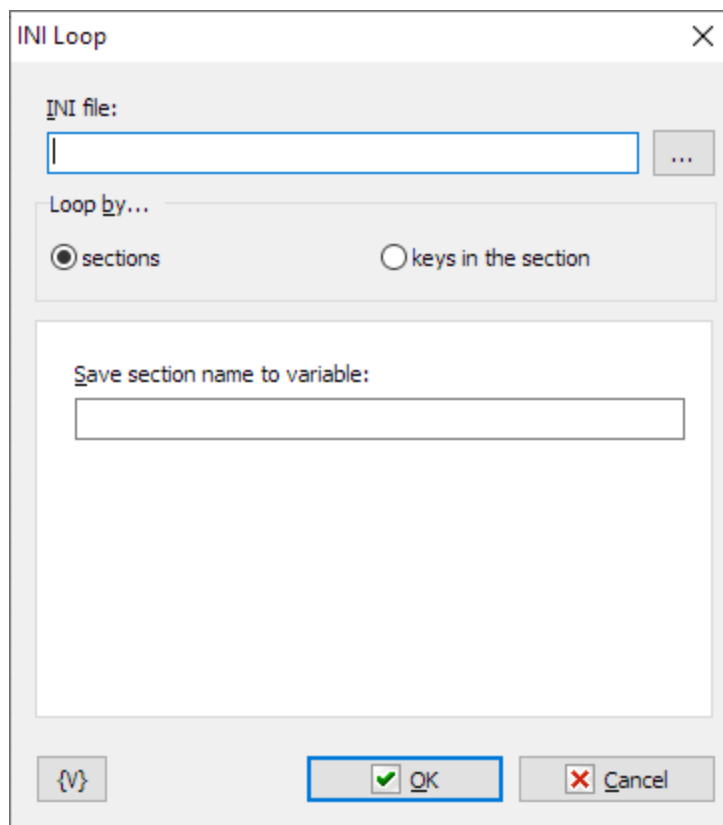 INI Loop
INI file:
...
Loop by...
sections
keys in the section
Save section name to variable:
{V}
OK
Cancel